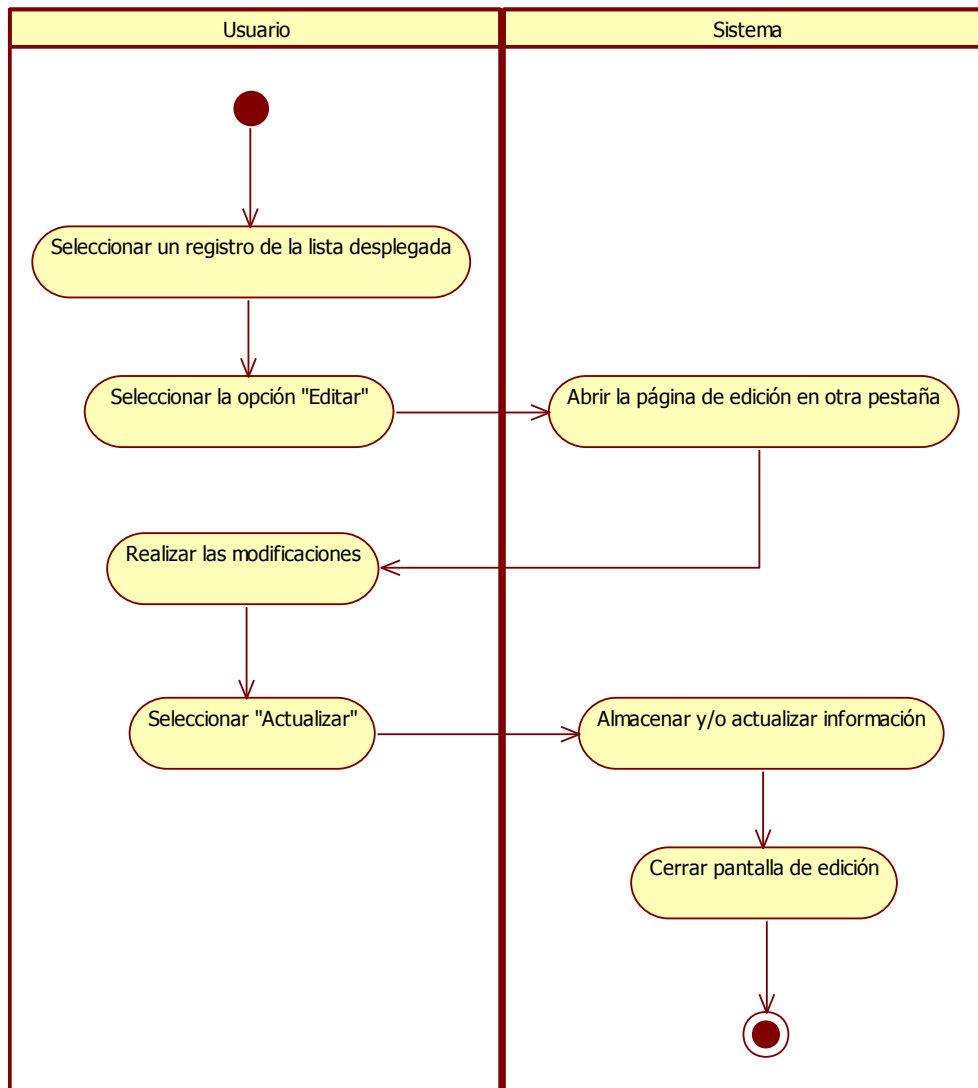 Usuario
Sistema
Seleccionar un registro de la lista desplegada
Seleccionar la opción "Editar"
Abrir la página de edición en otra pestaña
Realizar las modificaciones
Seleccionar "Actualizar"
Almacenar y/o actualizar información
Cerrar pantalla de edición